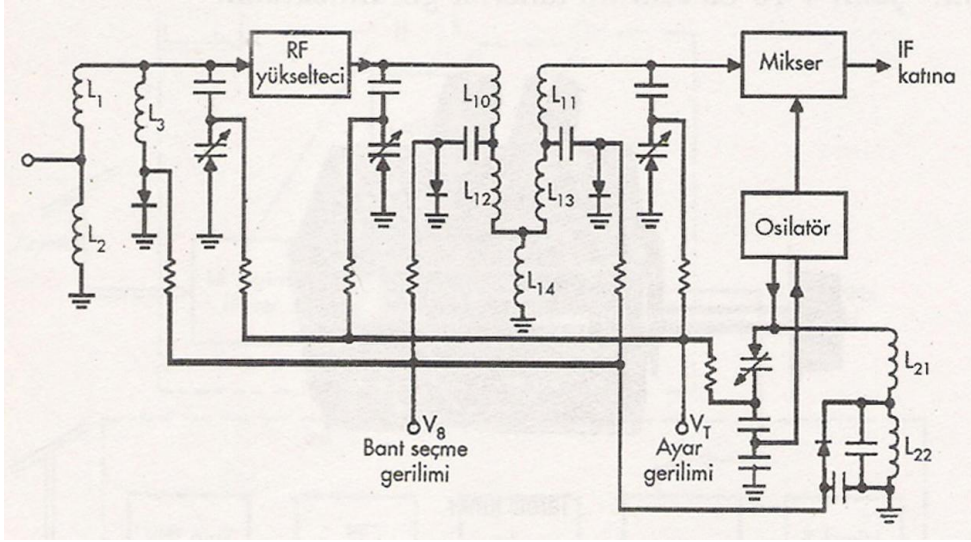 RF
yükselteci
Mikser
IF
katına
L1
L3
L10
L11
L12
L13
L2
Osilatör
L14
L21
V8
Bant seçme
gerilimi
VT
Ayar
gerilimi
L22